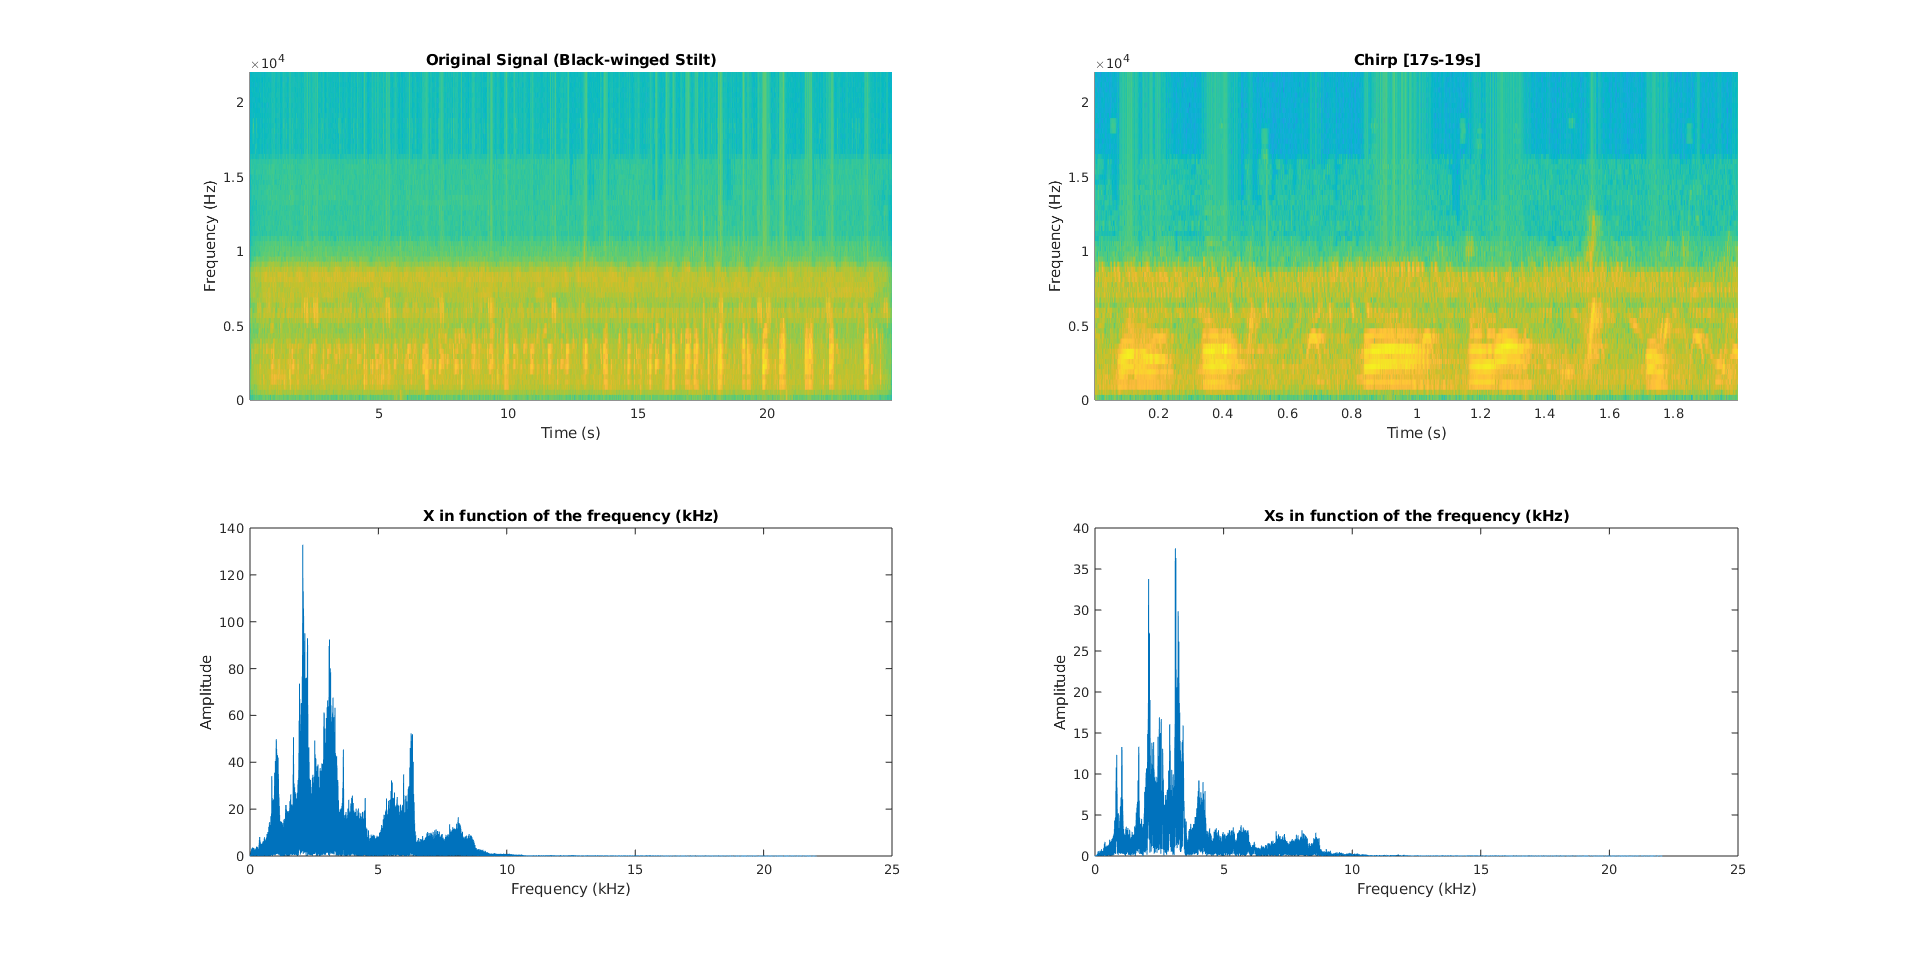 Original Signal (Black-winged Stilt)
×10⁴
2
1.5
1
0.5
0
5 10 15 20
Frequency (Hz)
Time (s)
Chirp [17s-19s]
×10⁴
2
1.5
1
0.5
0
0.2 0.4 0.6 0.8 1 1.2 1.4 1.6 1.8
Frequency (Hz)
Time (s)
X in function of the frequency (kHz)
140
120
100
80
60
40
20
0
0 5 10 15 20 25
Amplitude
Frequency (kHz)
Xs in function of the frequency (kHz)
40
35
30
25
20
15
10
5
0
0 5 10 15 20 25
Amplitude
Frequency (kHz)